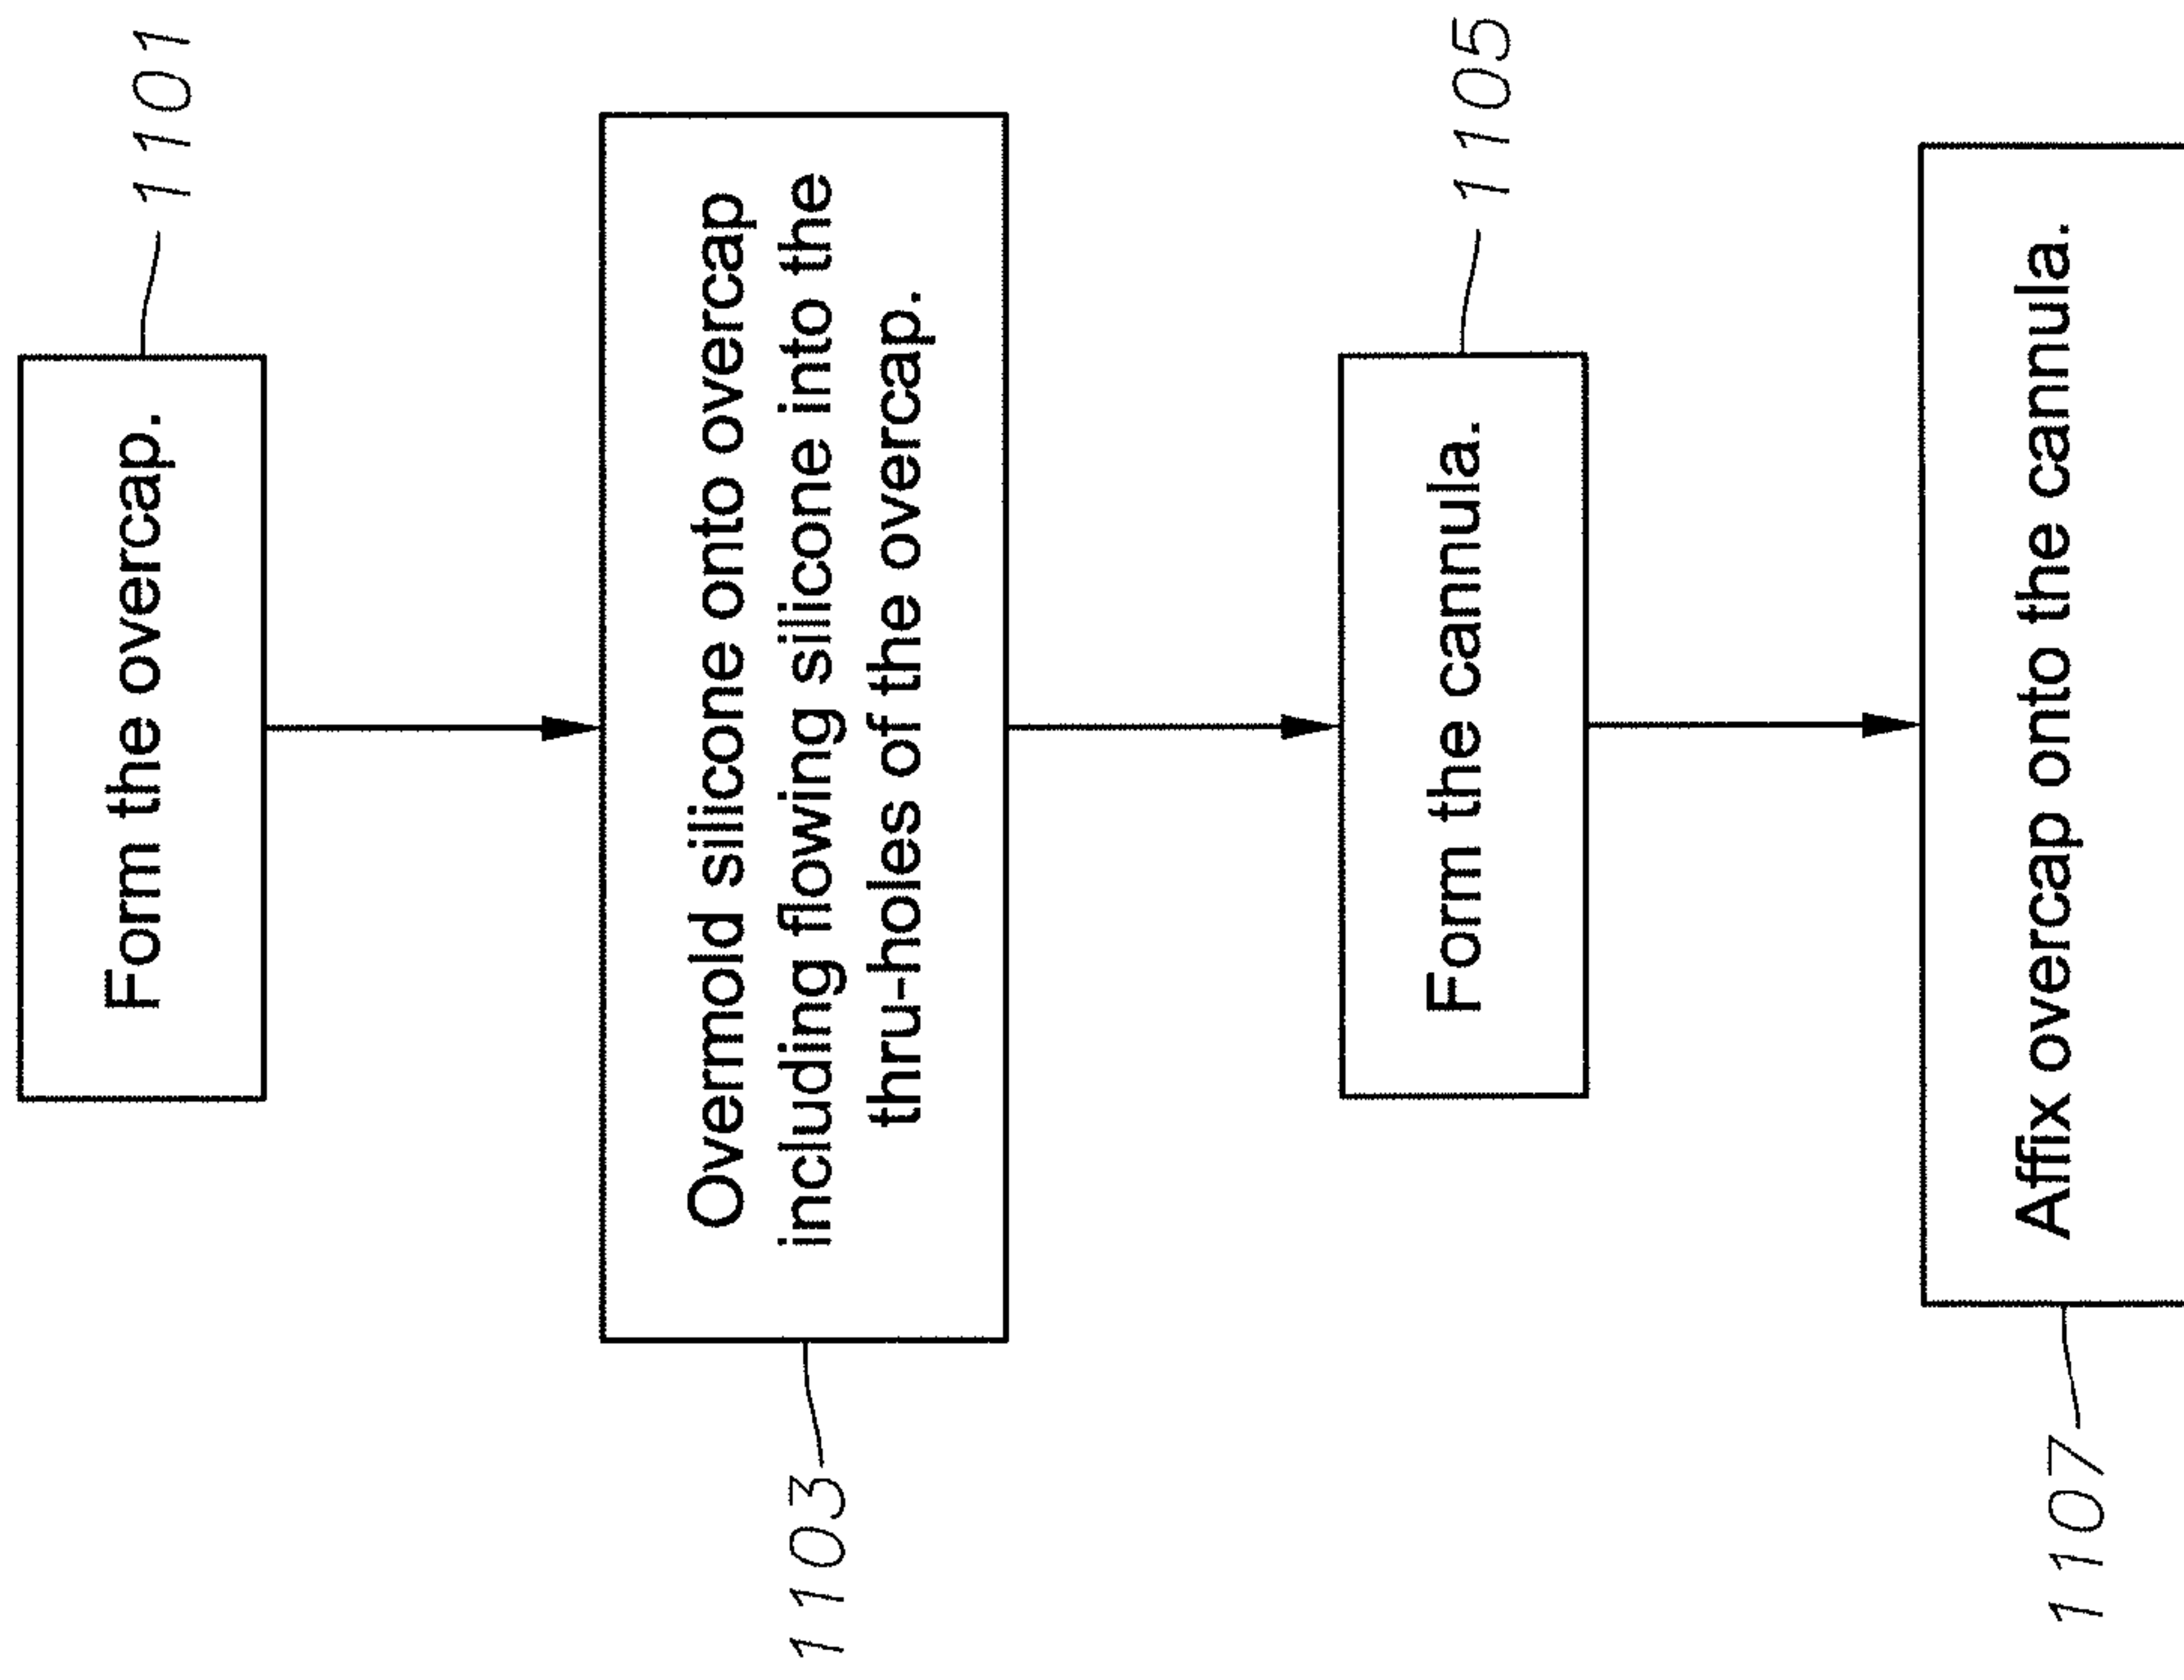 Form the overcap.
1101
Overmold silicone onto overcap
including flowing silicone into the
thru-holes of the overcap.
1103
Form the cannula.
1105
Affix overcap onto the cannula.
1107